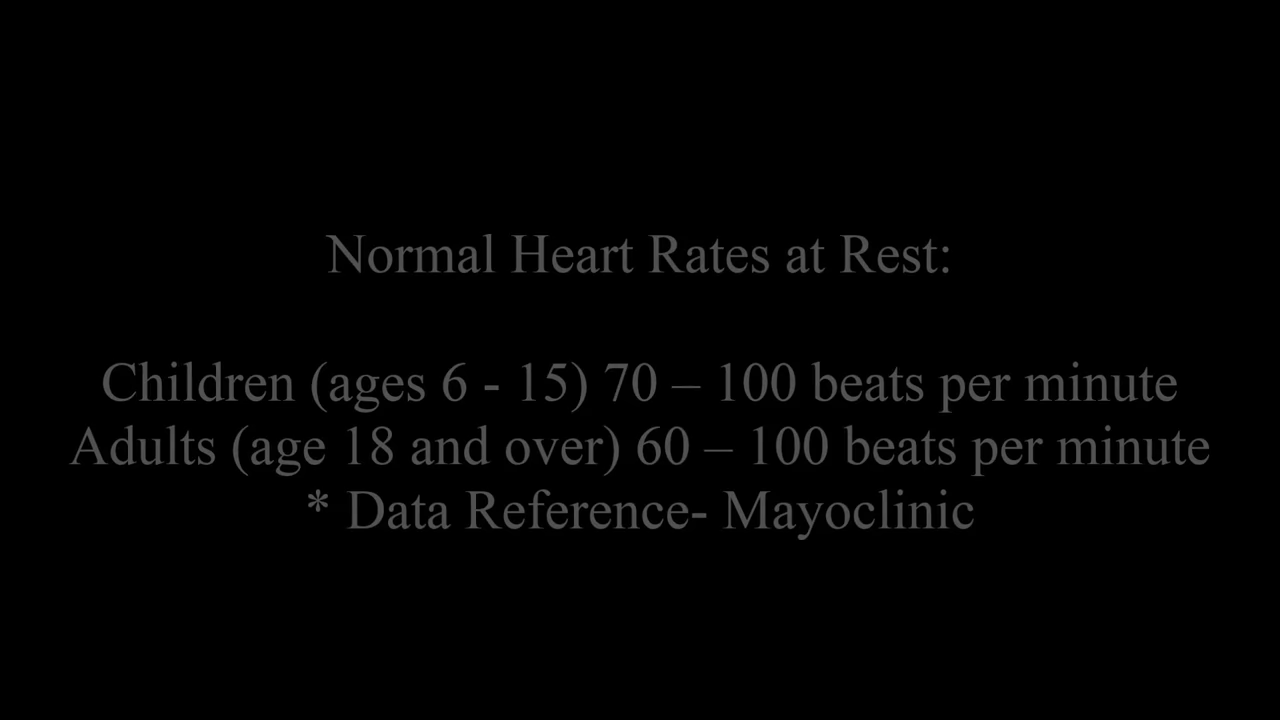 Normal Heart Rates at Rest:
Children (ages 6 - 15) 70 – 100 beats per minute
Adults (age 18 and over) 60 – 100 beats per minute
* Data Reference- Mayoclinic